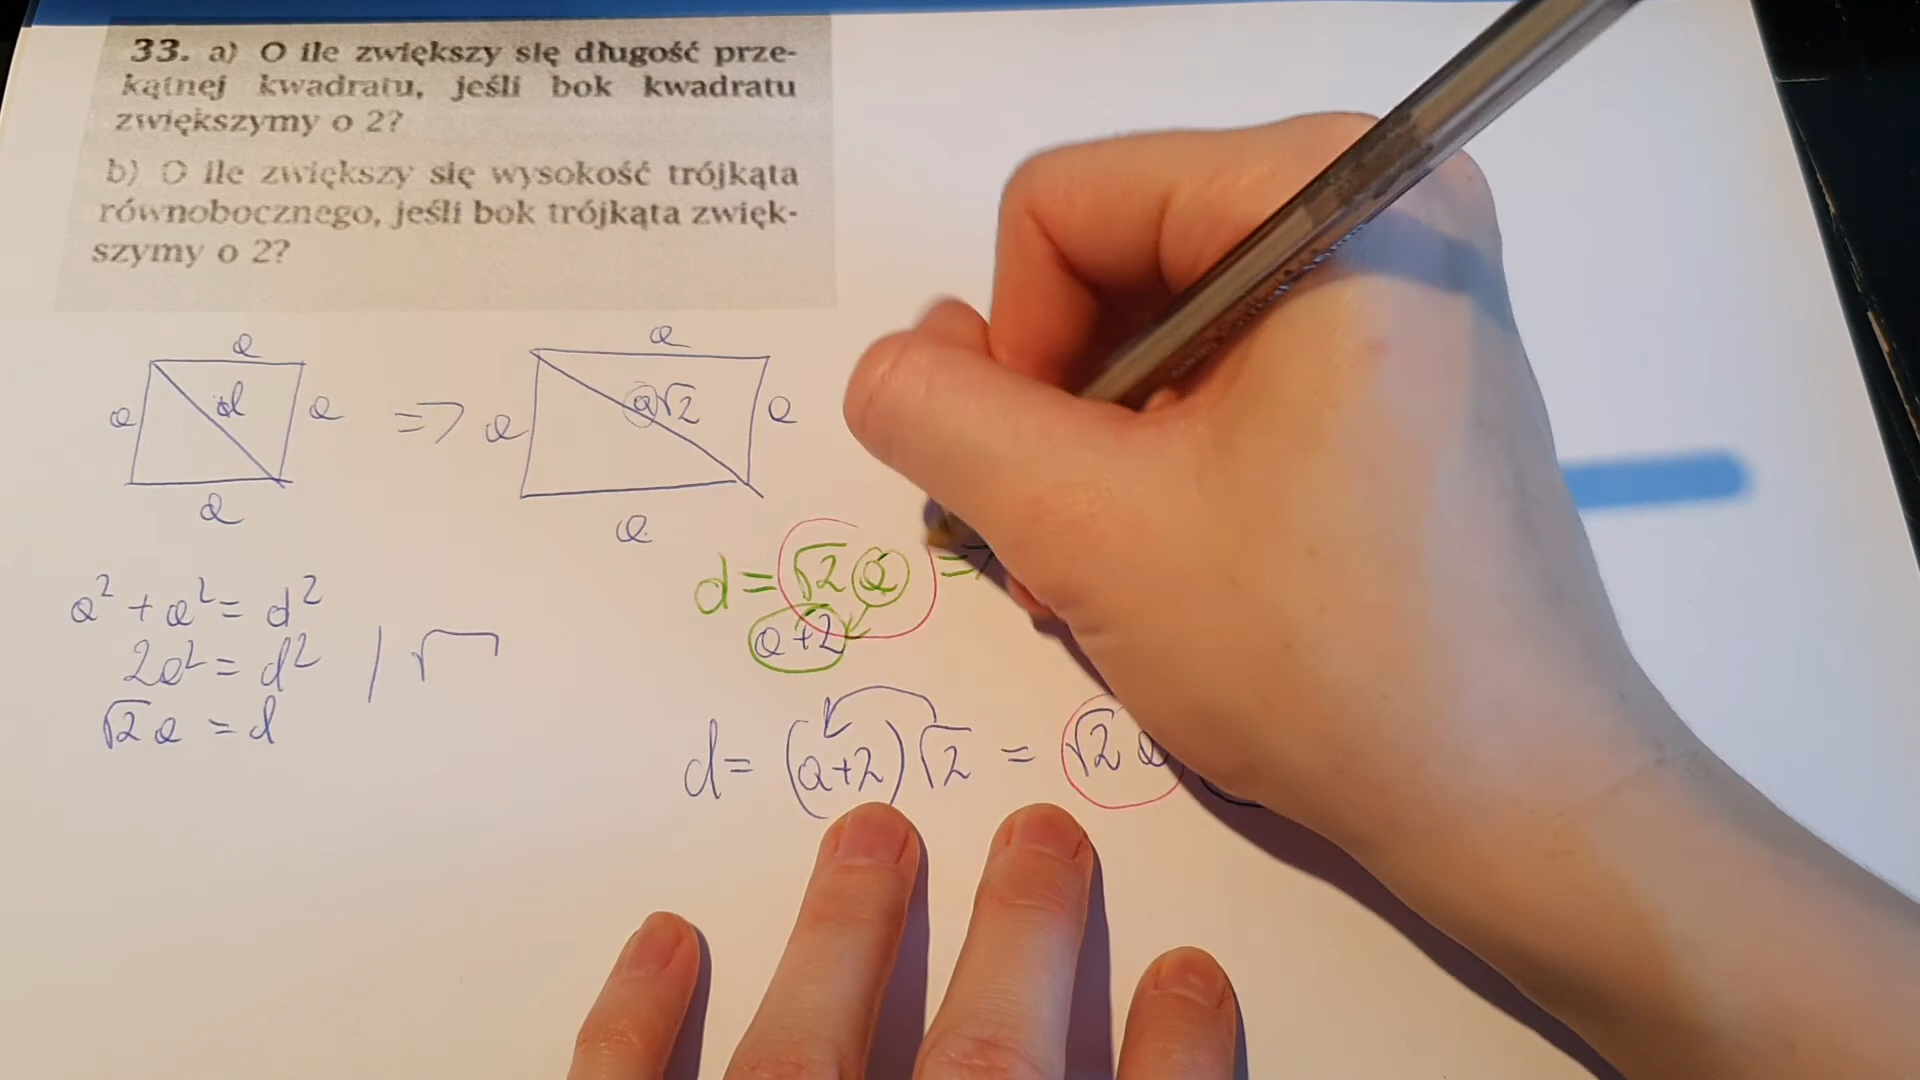 33. a) O ile zwiększy się długość prze-
kątnej kwadratu, jeśli bok kwadratu
zwiększymy o 2?
b) O ile zwiększy się wysokość trójkąta
równobocznego, jeśli bok trójkąta zwięk-
szymy o 2?
a
a d a
a
=>
a
a a√2 a
a
a² + a² = d²
2a² = d² / √
√2 a = d
d = √2 a =>
a+2
d = (a+2) √2 = √2 a